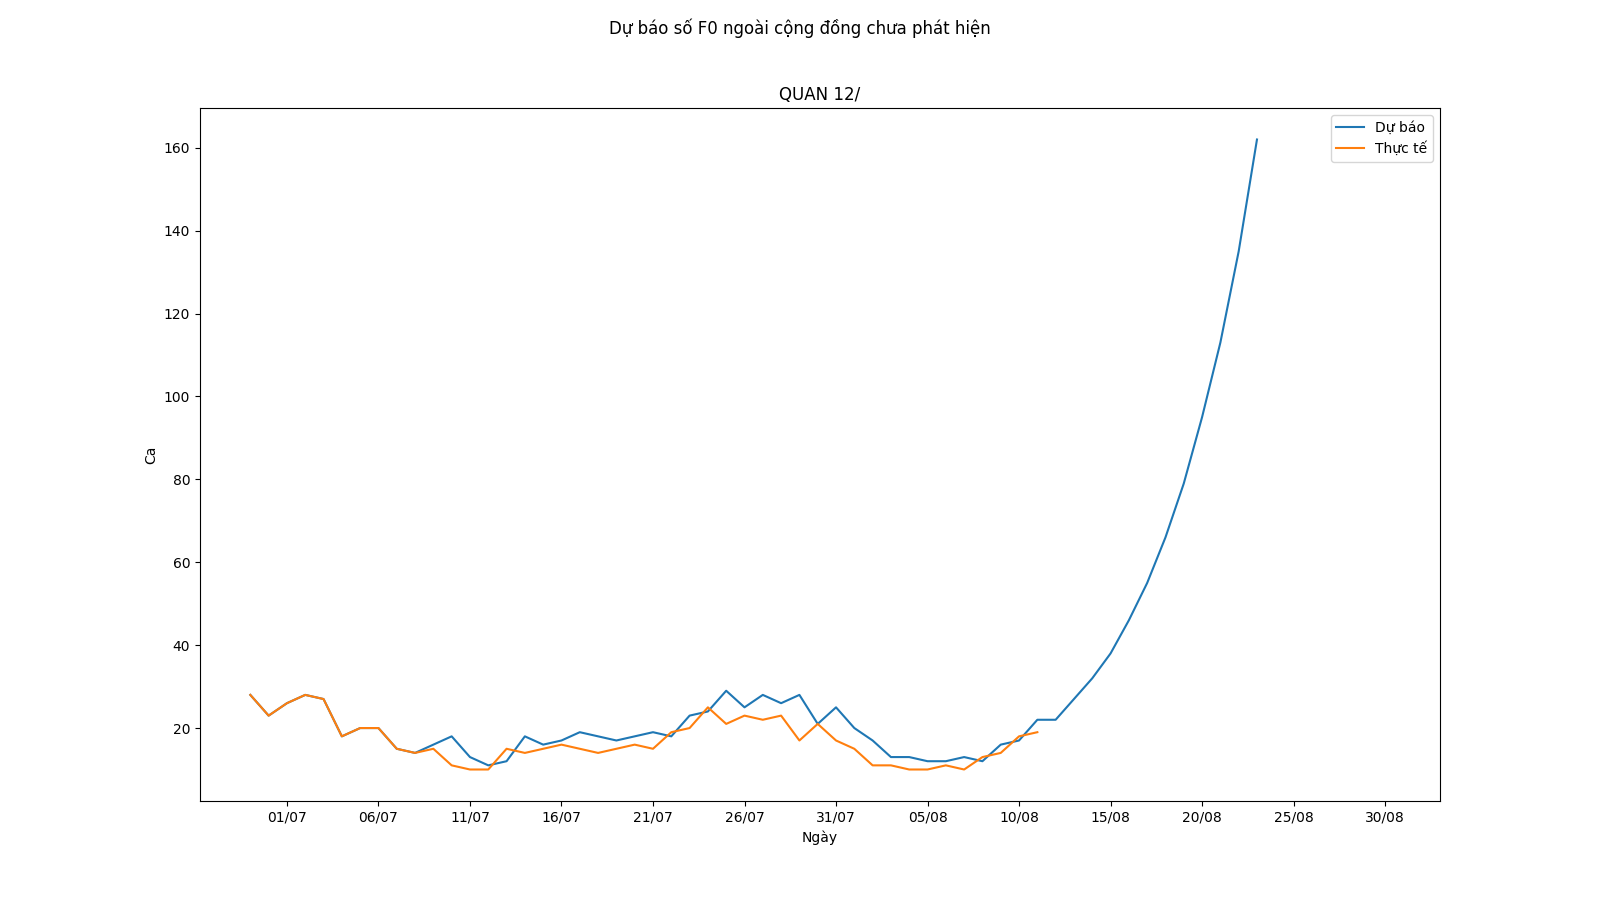 Dự báo số F0 ngoài cộng đồng chưa phát hiện
QUAN 12/
Dự báo
Thực tế
160
140
120
100
80
60
40
20
Ca
01/07 06/07 11/07 16/07 21/07 26/07 31/07 05/08 10/08 15/08 20/08 25/08 30/08
Ngày